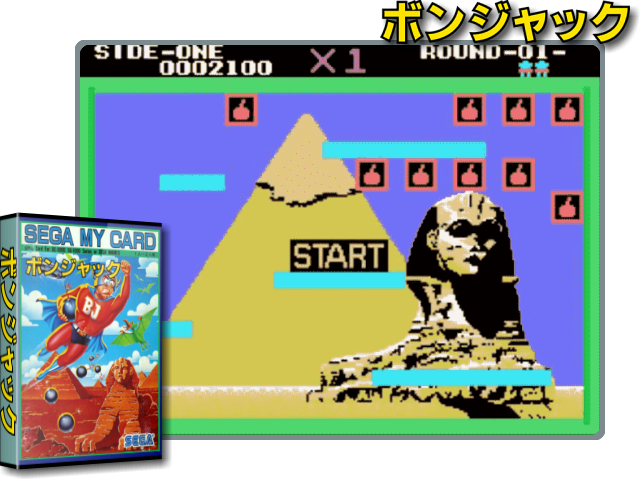 ボンジャック
SIDE-ONE
0002100
X1
ROUND-01-
START
SEGA MY CARD
ボンジャック
BJ
SEGA
ボンジャック